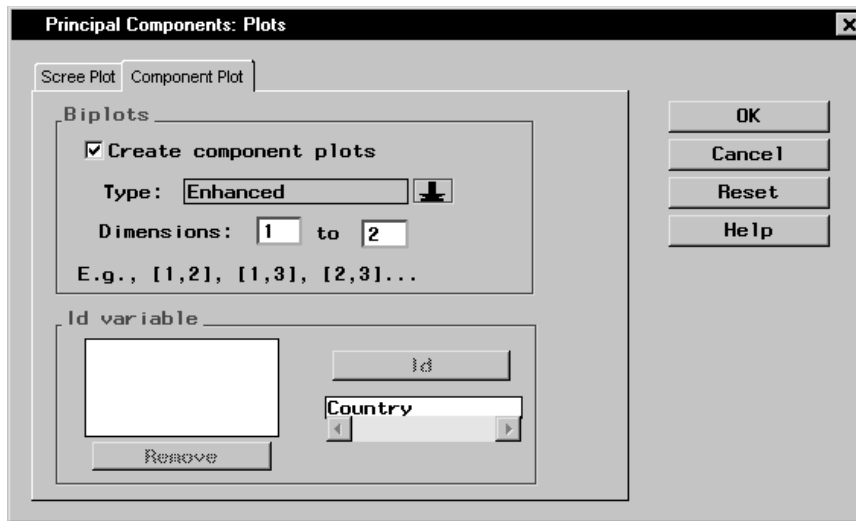 Principal Components: Plots
Scree Plot Component Plot
Biplots
Create component plots
Type: Enhanced
Dimensions: 1 to 2
E.g., [1,2], [1,3], [2,3]...
Id variable
Id
Country
Remove
OK
Cancel
Reset
Help